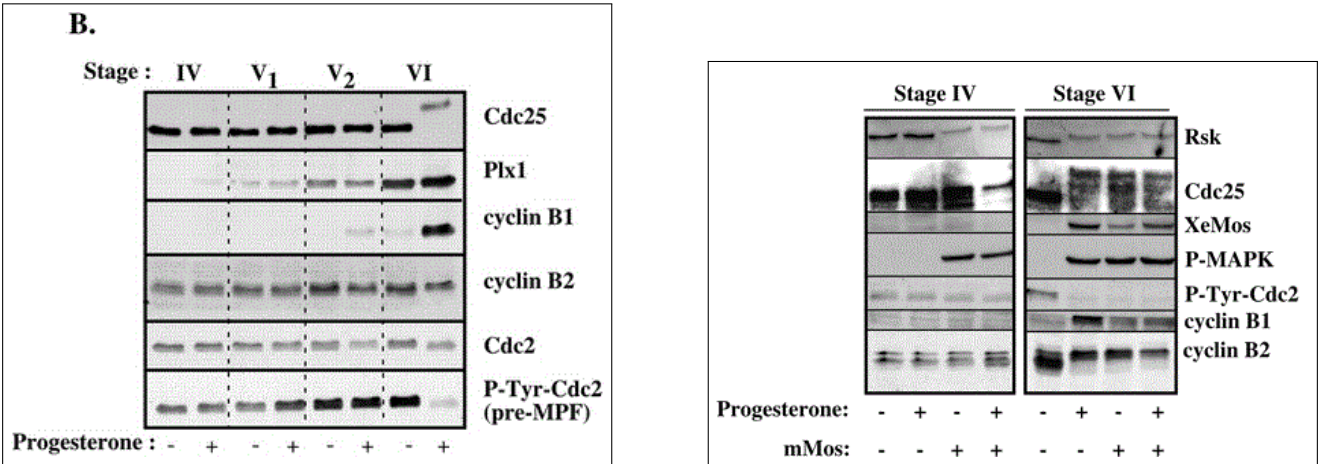 B.
Stage : IV V1 V2 VI
Cdc25
Plx1
cyclin B1
cyclin B2
Cdc2
P-Tyr-Cdc2
(pre-MPF)
Progesterone : - + - + - + - +
Stage IV Stage VI
Rsk
Cdc25
XeMos
P-MAPK
P-Tyr-Cdc2
cyclin B1
cyclin B2
Progesterone: - + - + - + - +
mMos: - - + + - - + +